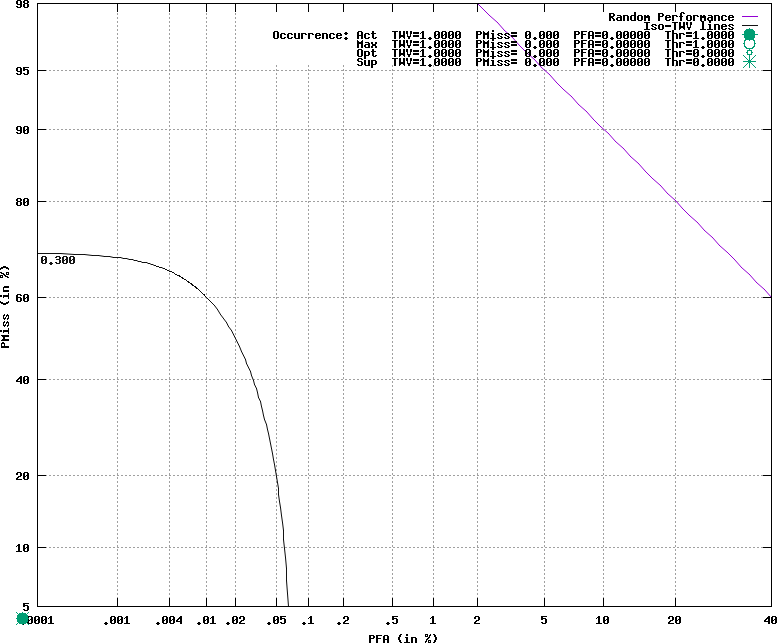 98
95
90
80
60
40
20
10
5
PMiss (in %)
Random Performance
Iso-TWV lines
Occurrence: Act TWV=1.0000 PMiss= 0.000 PFA=0.00000 Thr=1.0000
Max TWV=1.0000 PMiss= 0.000 PFA=0.00000 Thr=1.0000
Opt TWV=1.0000 PMiss= 0.000 PFA=0.00000 Thr=0.0000
Sup TWV=1.0000 PMiss= 0.000 PFA=0.00000 Thr=0.0000
0.300
.001 .004 .01 .02 .05 .1 .2 .5 1 2 5 10 20 40
PFA (in %)